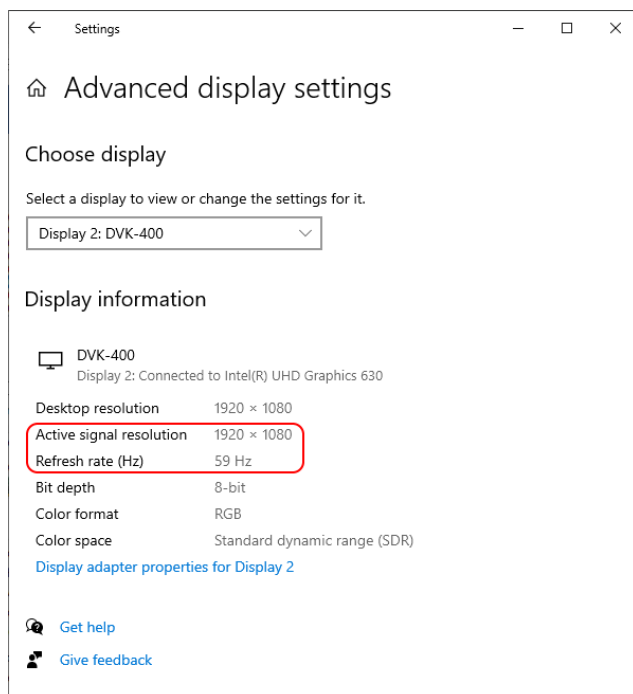 Settings
Advanced display settings
Choose display
Select a display to view or change the settings for it.
Display 2: DVK-400
Display information
DVK-400
Display 2: Connected to Intel(R) UHD Graphics 630
Desktop resolution 1920 × 1080
Active signal resolution 1920 × 1080
Refresh rate (Hz) 59 Hz
Bit depth 8-bit
Color format RGB
Color space Standard dynamic range (SDR)
Display adapter properties for Display 2
Get help
Give feedback